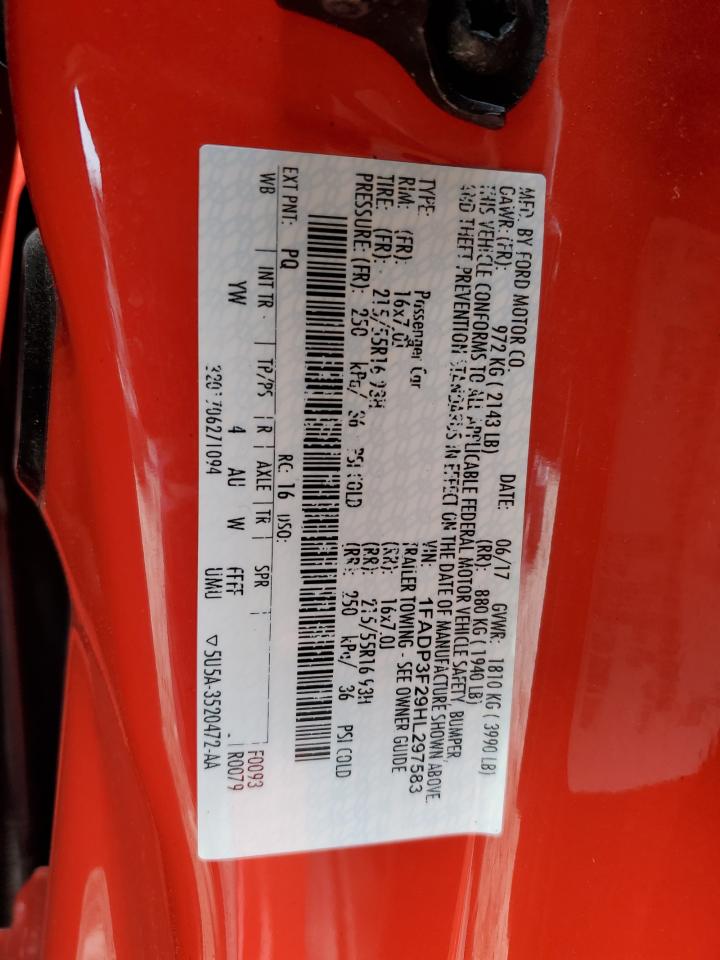 MFD. BY FORD MOTOR CO.
DATE: 06/17 GVWR: 1810 KG ( 3990 LB)
GAWR: (FR): 972 KG ( 2143 LB) (RR): 880 KG ( 1940 LB)
THIS VEHICLE CONFORMS TO ALL APPLICABLE FEDERAL MOTOR VEHICLE SAFETY, BUMPER,
AND THEFT PREVENTION STANDARDS IN EFFECT ON THE DATE OF MANUFACTURE SHOWN ABOVE.
VIN: 1FADP3F29HL297583
TYPE: Passenger Car TRAILER TOWING - SEE OWNER GUIDE
RIM: (FR): 16x7.0J (RR): 16x7.0J
TIRE: (FR): 215/55R16 93H (RR): 215/55R16 93H
PRESSURE: (FR): 250 kPa/ 36 PSI COLD (RR): 250 kPa/ 36 PSI COLD
EXT PNT: PQ RC: 16 DSO: F0093
WB INT TR TP/PS R AXLE TR SPR R0079
YW 4 AU W FFFF
UMU
3201706271094 ▽5U5A-3520472-AA